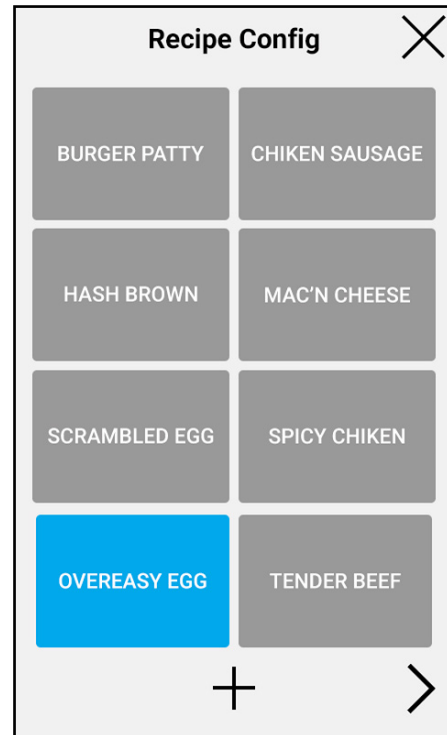 Recipe Config
BURGER PATTY
CHIKEN SAUSAGE
HASH BROWN
MAC'N CHEESE
SCRAMBLED EGG
SPICY CHIKEN
OVEREASY EGG
TENDER BEEF